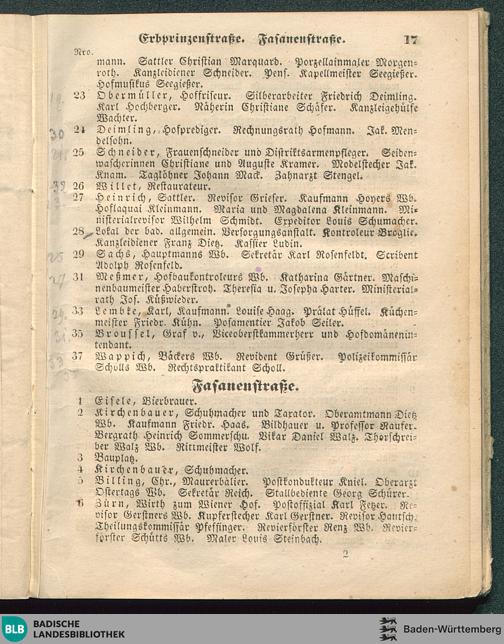 Erbprinzenstraße. Fasanenstraße. 17
Nro.
mann. Sattler Christian Marquard. Porzellainmaler Morgen-
roth. Kanzleidiener Schneider. Pens. Kapellmeister Seegießer.
Hofmusikus Seegießer.
23 Obermüller, Hoffriseur. Silberarbeiter Friedrich Deimling.
Karl Hochberger. Näherin Christiane Schäfer. Kanzleigehülfe
Wachter.
24 Deimling, Hofprediger. Rechnungsrath Hofmann. Jak. Men-
delsohn.
25 Schneider, Frauenschneider und Distriktsarmenpfleger. Seiden-
wascherinnen Christiane und Auguste Kramer. Modelstecher Jak.
Knam. Taglöhner Johann Mack. Zahnarzt Stengel.
26 Willet, Restaurateur.
27 Heinrich, Sattler. Revisor Grieser. Kaufmann Hoyers Wb.
Hoflaquai Kleinmann. Maria und Magdalena Kleinmann. Mi-
nisterialrevisor Wilhelm Schmidt. Expeditor Louis Schumacher.
28 Lokal der bad. allgemein. Versorgungsanstalt. Kontroleur Broglie.
Kanzleidiener Franz Dietz. Kassier Ludin.
29 Sachs, Hauptmanns Wb. Sekretär Karl Rosenfeldt. Scribent
Adolph Rosenfeld.
31 Meßmer, Hofbaukontroleurs Wb. Katharina Gärtner. Maschi-
nenbaumeister Haberstroh. Theresia u. Josepha Harter. Ministerial-
rath Jos. Küßwieder.
33 Lembke, Karl, Kaufmann. Louise Haag. Prälat Hüffel. Küchen-
meister Friedr. Kühn. Posamentier Jakob Seiler.
35 Broussel, Graf v., Viceoberstkammerherr und Hofdomänenin-
tendant.
37 Wappich, Bäckers Wb. Revident Grüßer. Polizeikommissär
Scholls Wb. Rechtspraktikant Scholl.
Fasanenstraße.
1 Eisele, Bierbrauer.
2 Kirchenbauer, Schuhmacher und Taxator. Oberamtmann Dietz
Wb. Kaufmann Friedr. Haas. Bildhauer u. Professor Raufer.
Bergrath Heinrich Sommerschu. Vikar Daniel Walz. Thorschrei-
ber Walz Wb. Rittmeister Wolf.
3 Bauplatz.
4 Kirchenbauer, Schuhmacher.
5 Billing, Chr., Maurerbälier. Postkondukteur Kniel. Oberarzt
Ostertags Wb. Sekretär Reich. Stallbediente Georg Schürer.
6 Zürn, Wirth zum Wiener Hof. Postoffizial Karl Fetzer. Re-
visor Gerstners Wb. Kupferstecher Karl Gerstner. Revisor Hautsch.
Theilungskommissär Pfeffinger. Revierförster Renz Wb. Revier-
förster Schütts Wb. Maler Louis Steinbach.
2
BLB BADISCHE
LANDESBIBLIOTHEK
Baden-Württemberg